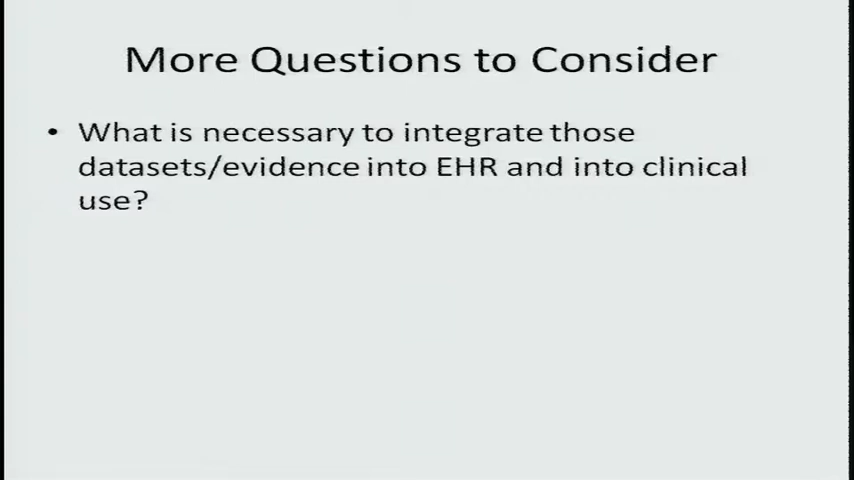 More Questions to Consider
• What is necessary to integrate those
datasets/evidence into EHR and into clinical
use?